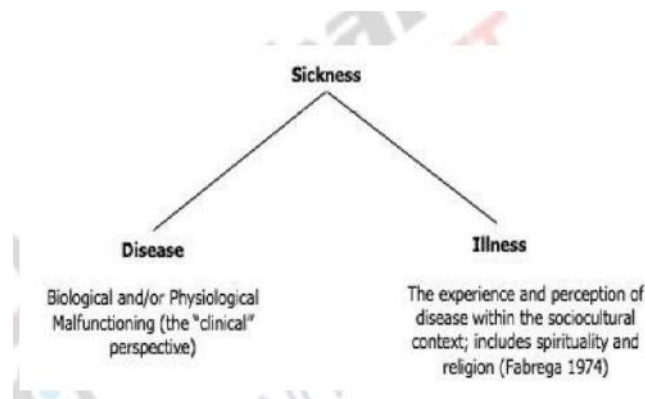 Sickness
Disease
Biological and/or Physiological
Malfunctioning (the "clinical"
perspective)
Illness
The experience and perception of
disease within the sociocultural
context; includes spirituality and
religion (Fabrega 1974)